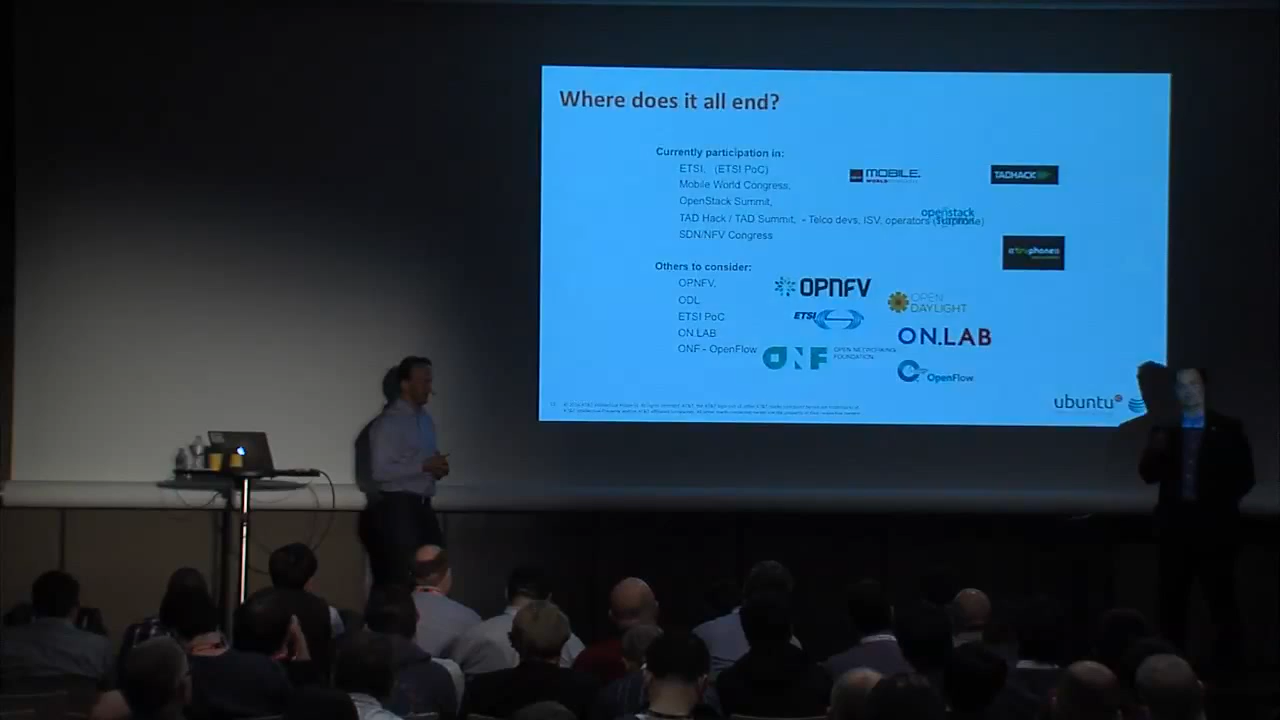 Where does it all end?
Currently participation in:
ETSI, (ETSI PoC)
Mobile World Congress,
OpenStack Summit,
TAD Hack / TAD Summit, - Telco devs, ISV, operators
SDN/NFV Congress
MOBILE
TADHACK
openstack
truphone
Others to consider:
OPNFV,
ODL
ETSI PoC
ON.LAB
ONF - OpenFlow
OPNFV
OPEN
DAYLIGHT
ETSI
ON.LAB
ONF
OPEN NETWORKING
FOUNDATION
OpenFlow
ubuntu